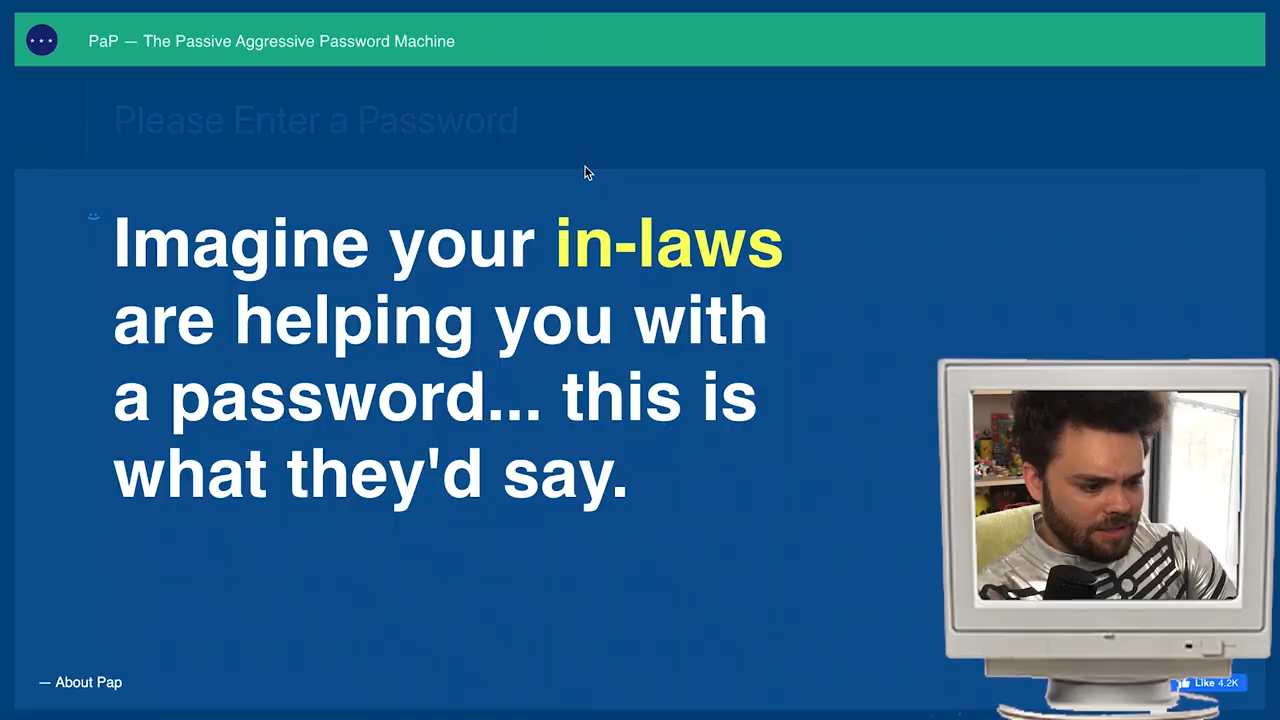 PaP — The Passive Aggressive Password Machine
Please Enter a Password
Imagine your in-laws
are helping you with
a password... this is
what they'd say.
— About Pap
Like 4.2K